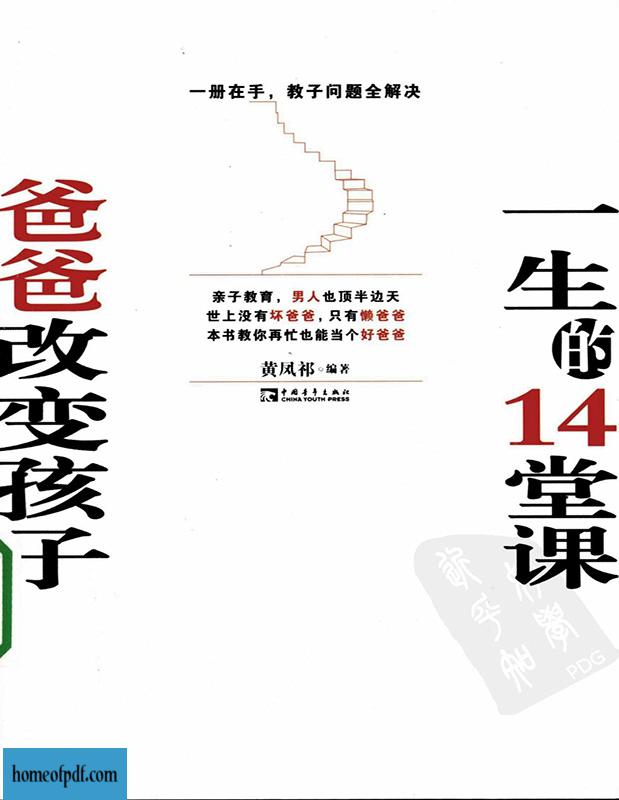 一册在手，教子问题全解决
爸爸改变孩子
一生的14堂课
亲子教育，男人也顶半边天
世上没有坏爸爸，只有懒爸爸
本书教你再忙也能当个好爸爸
黄凤祁·编著
中国青年出版社
CHINA YOUTH PRESS
PDG
homeofpdf.com